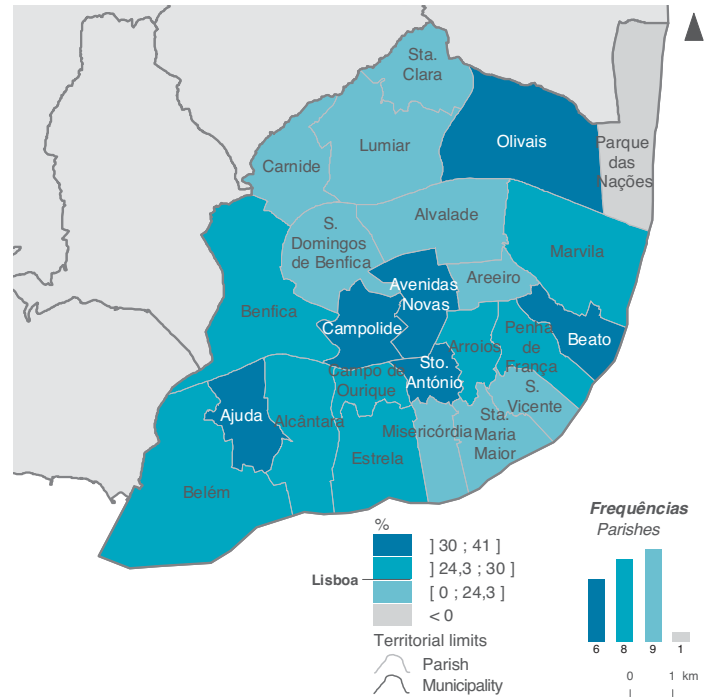 Sta.
Clara
Lumiar
Carnide
Olivais
Parque
das
Nações
Alvalade
S.
Domingos
de Benfica
Marvila
Areeiro
Avenidas
Novas
Benfica
Campolide
Arroios
Penha
de
França
Beato
Sto.
António
Campo de
Ourique
S.
Vicente
Ajuda
Alcântara
Misericórdia
Sta.
Maria
Maior
Estrela
Belém
%
] 30 ; 41 ]
] 24,3 ; 30 ]
Lisboa
[ 0 ; 24,3 ]
< 0
Territorial limits
Parish
Municipality
Frequências
Parishes
6 8 9 1
0 1 km